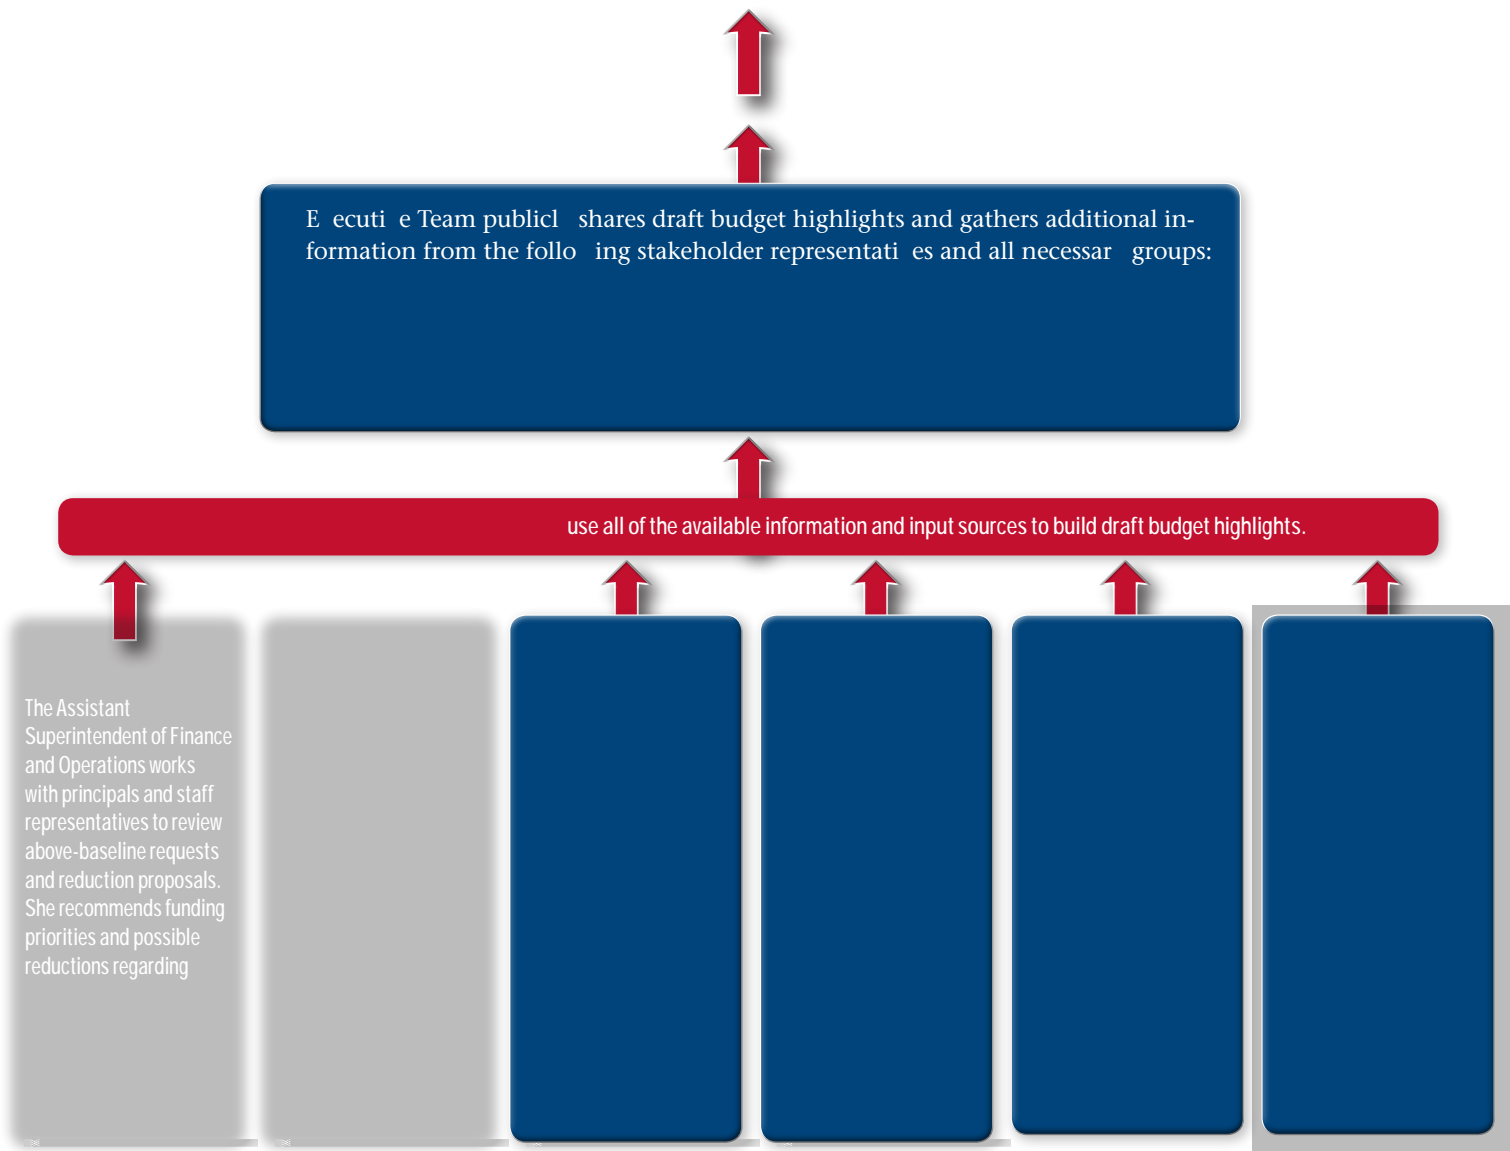 E ecuti e Team publicl shares draft budget highlights and gathers additional in-
formation from the follo ing stakeholder representati es and all necessar groups:
use all of the available information and input sources to build draft budget highlights.
The Assistant
Superintendent of Finance
and Operations works
with principals and staff
representatives to review
above-baseline requests
and reduction proposals.
She recommends funding
priorities and possible
reductions regarding